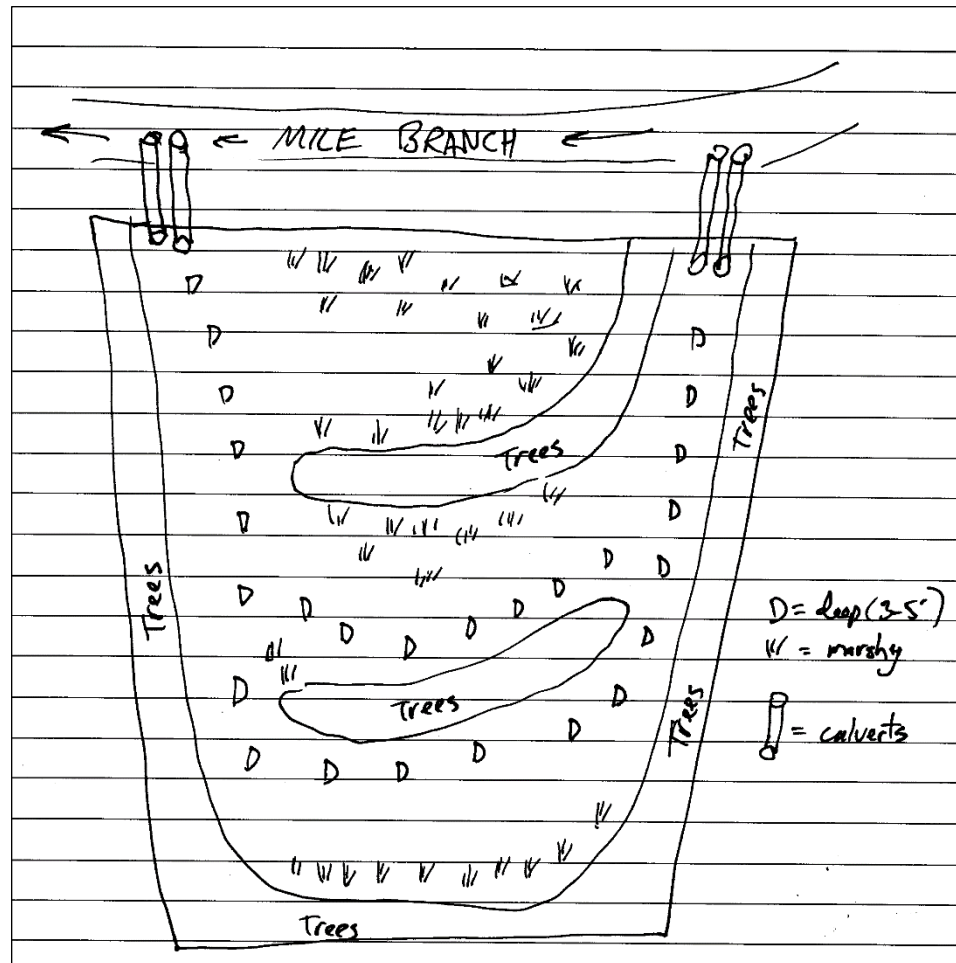 MILE BRANCH
D
D D
D Trees
D D
D Trees D
D D
D D
D D Trees
D D
D D D
D D = deep (3-5')
D = marshy
D Trees Trees
D = culverts
D D
D D
Trees